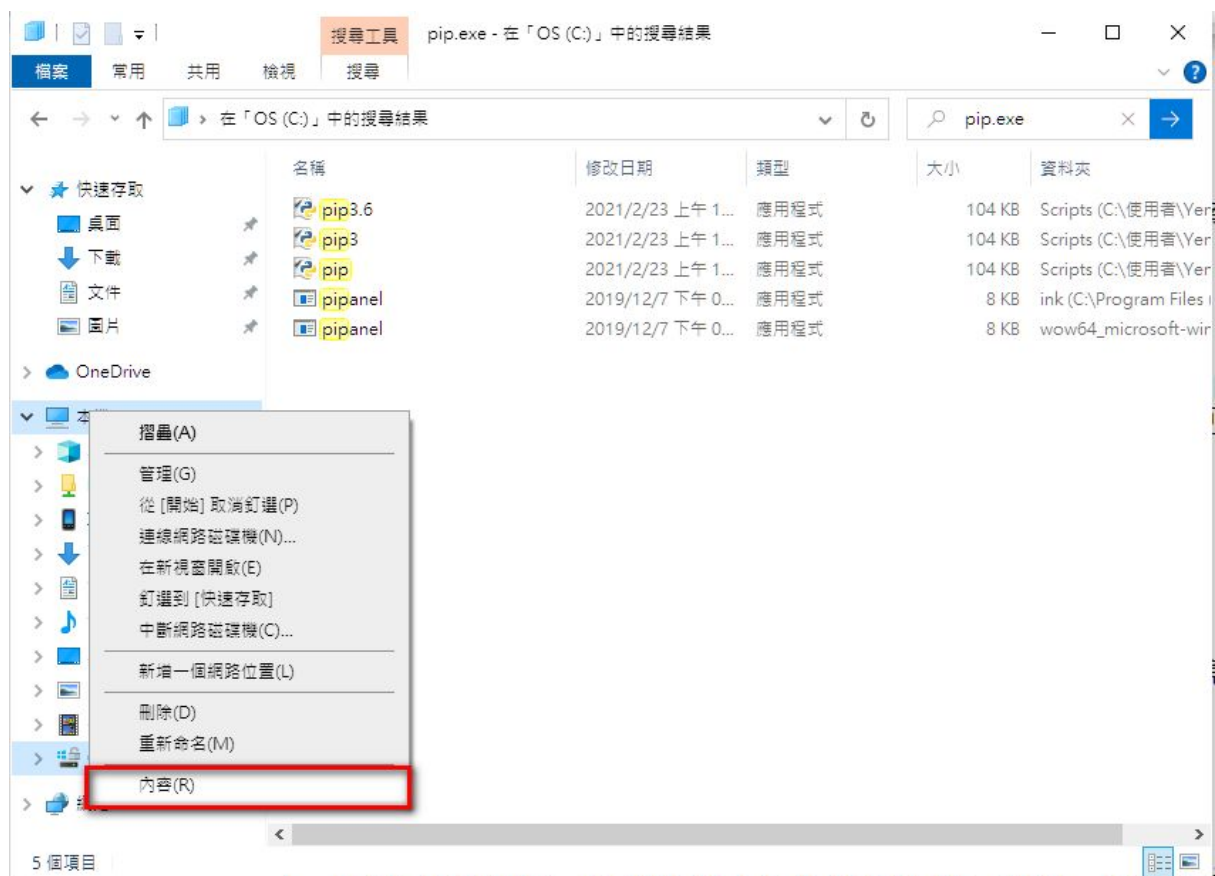 搜尋工具 pip.exe - 在「OS (C:)」中的搜尋結果
檔案 常用 共用 檢視 搜尋
在「OS (C:)」中的搜尋結果 pip.exe
名稱 修改日期 類型 大小 資料夾
快速存取
桌面
下載
文件
圖片
OneDrive
pip3.6 2021/2/23 上午 1... 應用程式 104 KB Scripts (C:\使用者\Yer
pip3 2021/2/23 上午 1... 應用程式 104 KB Scripts (C:\使用者\Yer
pip 2021/2/23 上午 1... 應用程式 104 KB Scripts (C:\使用者\Yer
pipanel 2019/12/7 下午 0... 應用程式 8 KB ink (C:\Program Files
pipanel 2019/12/7 下午 0... 應用程式 8 KB wow64_microsoft-wir
摺疊(A)
管理(G)
從 [開始] 取消釘選(P)
連線網路磁碟機(N)...
在新視窗開啟(E)
釘選到 [快速存取]
中斷網路磁碟機(C)...
新增一個網路位置(L)
刪除(D)
重新命名(M)
內容(R)
5 個項目